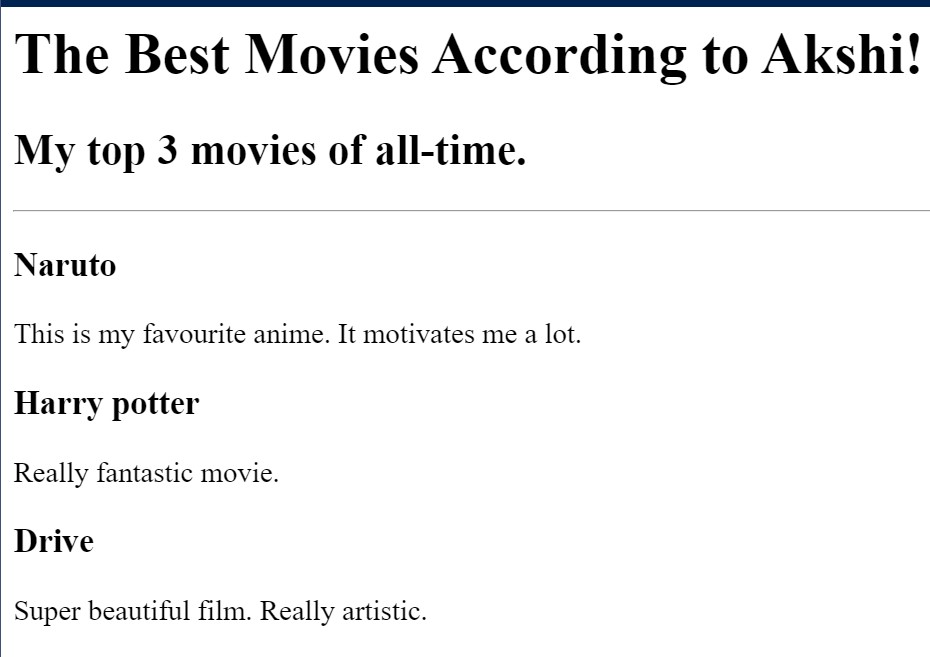 The Best Movies According to Akshi!
My top 3 movies of all-time.
Naruto
This is my favourite anime. It motivates me a lot.
Harry potter
Really fantastic movie.
Drive
Super beautiful film. Really artistic.